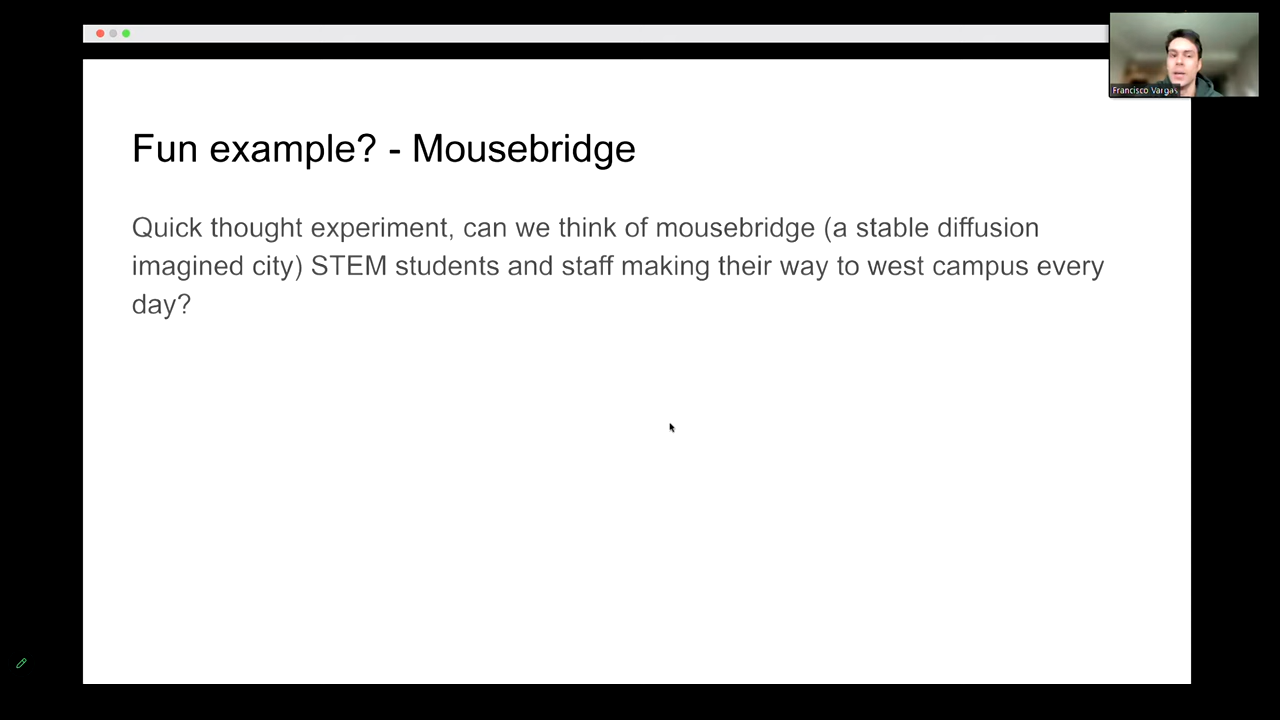 Francisco Vargas
Fun example? - Mousebridge
Quick thought experiment, can we think of mousebridge (a stable diffusion
imagined city) STEM students and staff making their way to west campus every
day?